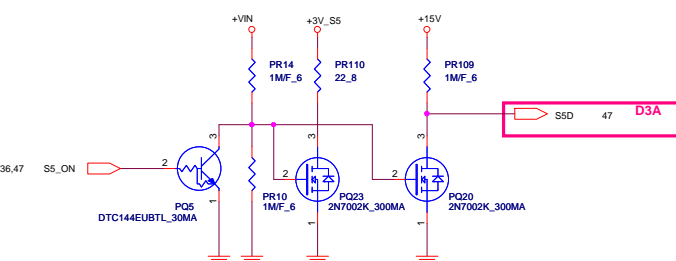 +VIN
+3V_S5
+15V
PR14
1M/F_6
PR110
22_8
PR109
1M/F_6
D3A
S5D
47
3
3
3
36,47
S5_ON
2
2
2
PQ5
DTC144EUBTL_30MA
PR10
1M/F_6
PQ23
2N7002K_300MA
PQ20
2N7002K_300MA
1
1
1